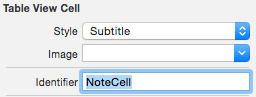 Table View Cell
Style Subtitle
Image
Identifier NoteCell